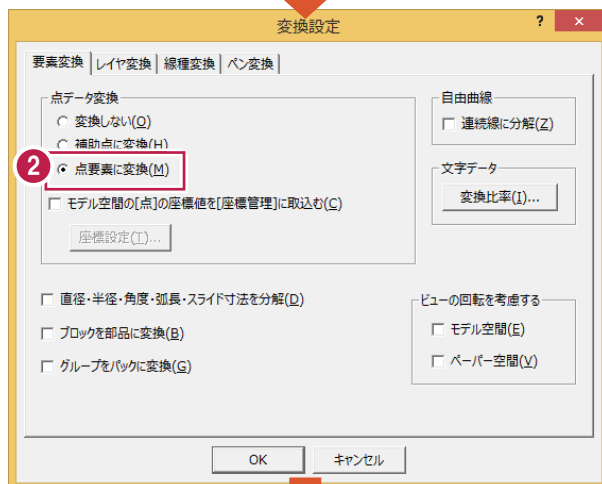 変換設定
? ×
要素変換 レイヤ変換 線種変換 ペン変換
点データ変換
変換しない(O)
補助点に変換(H)
2 点要素に変換(M)
モデル空間の[点]の座標値を[座標管理]に取込む(C)
座標設定(T)...
自由曲線
連続線に分解(Z)
文字データ
変換比率(I)...
直径・半径・角度・弧長・スライド寸法を分解(D)
ブロックを部品に変換(B)
グループをパックに変換(G)
ビューの回転を考慮する
モデル空間(E)
ペーパー空間(V)
OK キャンセル